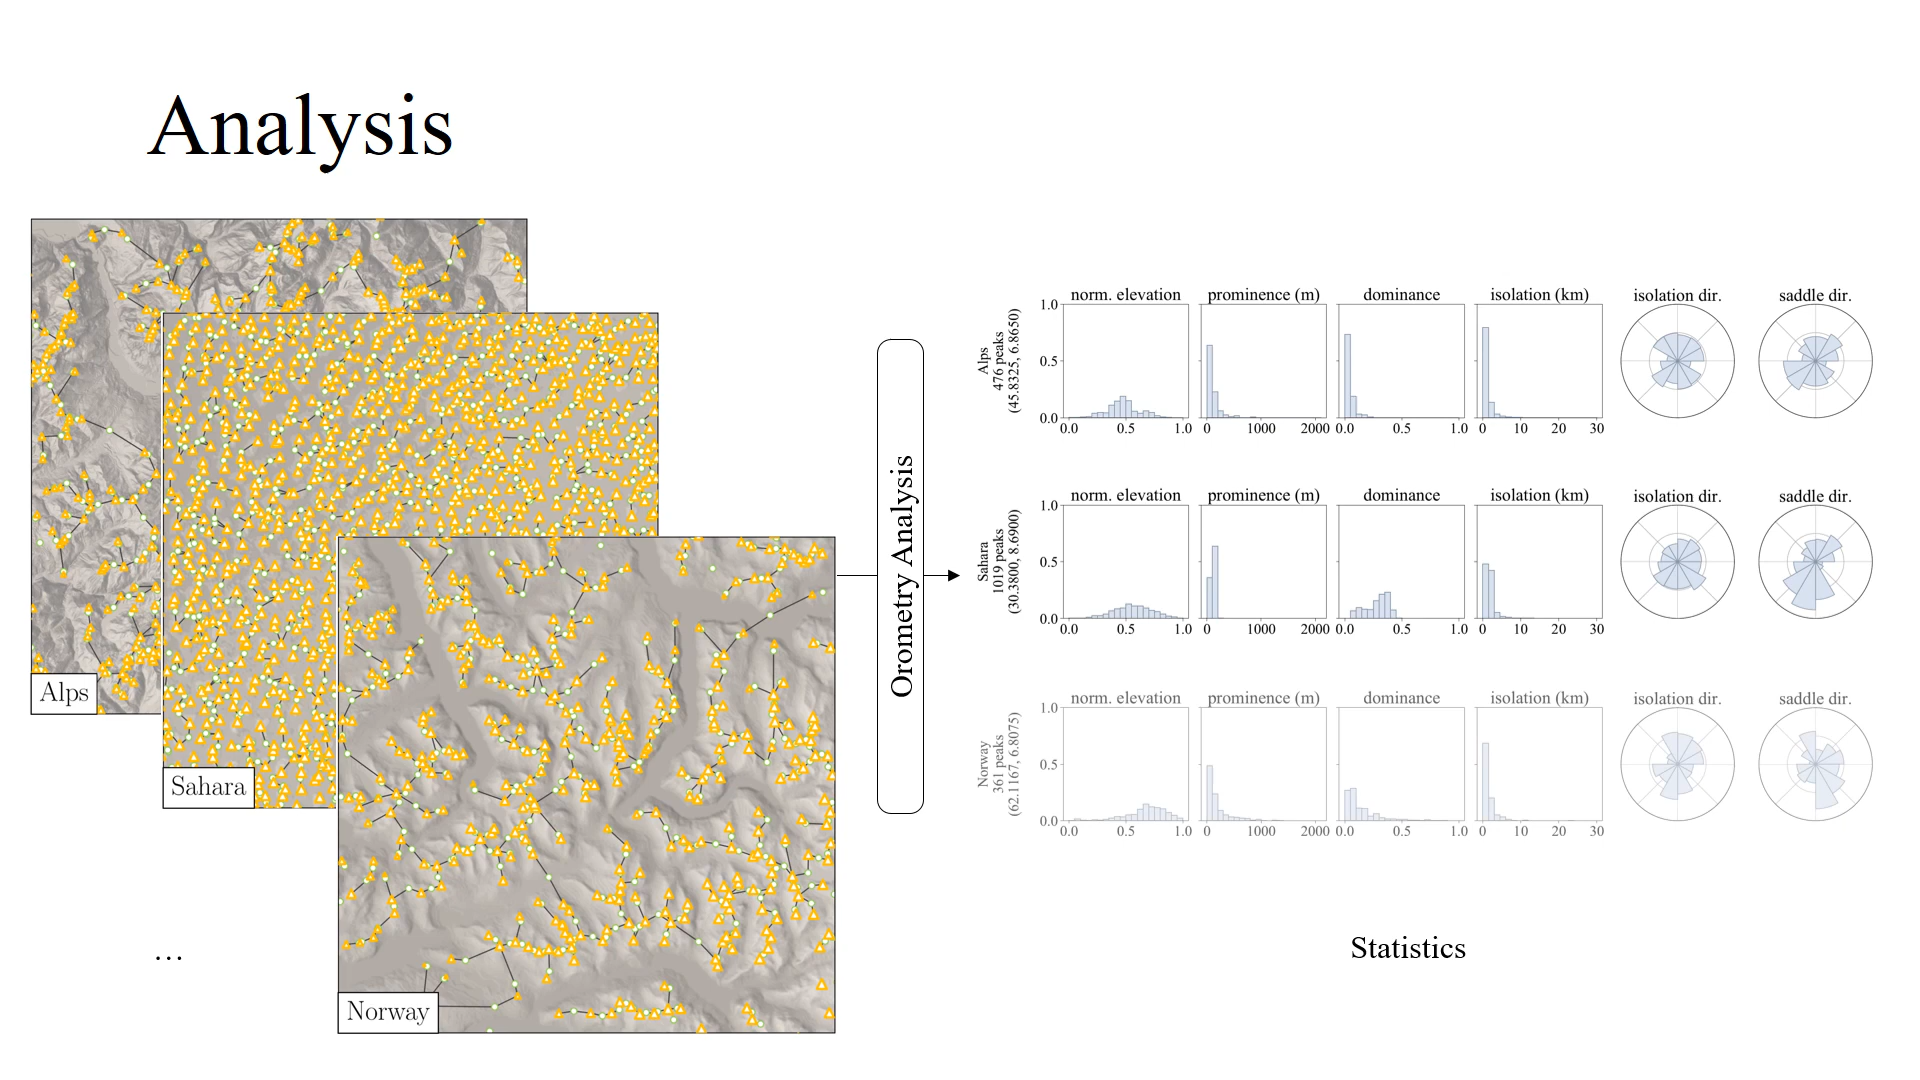 Analysis
Alps
Sahara
Norway
...
Orometry Analysis
Alps
476 peaks
(45.8325, 6.8650)
norm. elevation prominence (m) dominance isolation (km) isolation dir. saddle dir.
1.0
0.5
0.0
0.0 0.5 1.0 0 1000 2000 0.0 0.5 1.0 0 10 20 30
Sahara
1019 peaks
(30.3800, 8.6900)
norm. elevation prominence (m) dominance isolation (km) isolation dir. saddle dir.
1.0
0.5
0.0
0.0 0.5 1.0 0 1000 2000 0.0 0.5 1.0 0 10 20 30
Norway
361 peaks
(62.1167, 6.8075)
norm. elevation prominence (m) dominance isolation (km) isolation dir. saddle dir.
1.0
0.5
0.0
0.0 0.5 1.0 0 1000 2000 0.0 0.5 1.0 0 10 20 30
Statistics